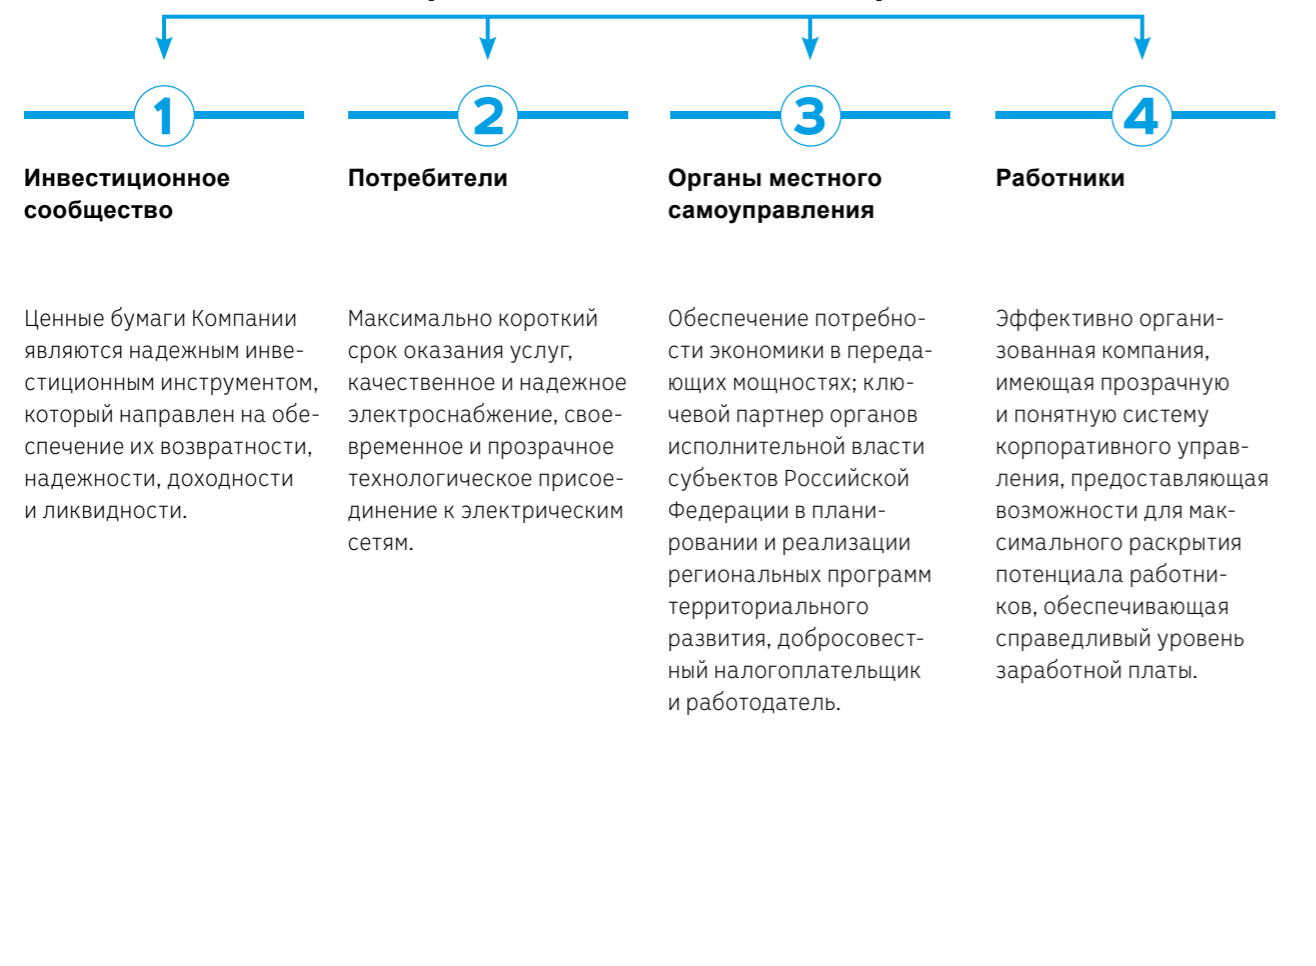 1
Инвестиционное
сообщество
Ценные бумаги Компании
являются надежным инве-
стиционным инструментом,
который направлен на обе-
спечение их возвратности,
надежности, доходности
и ликвидности.
2
Потребители
Максимально короткий
срок оказания услуг,
качественное и надежное
электроснабжение, свое-
временное и прозрачное
технологическое присое-
динение к электрическим
сетям.
3
Органы местного
самоуправления
Обеспечение потребно-
сти экономики в переда-
ющих мощностях; клю-
чевой партнер органов
исполнительной власти
субъектов Российской
Федерации в плани-
ровании и реализации
региональных программ
территориального
развития, добросовест-
ный налогоплательщик
и работодатель.
4
Работники
Эффективно органи-
зованная компания,
имеющая прозрачную
и понятную систему
корпоративного управ-
ления, предоставляющая
возможности для мак-
симального раскрытия
потенциала работни-
ков, обеспечивающая
справедливый уровень
заработной платы.